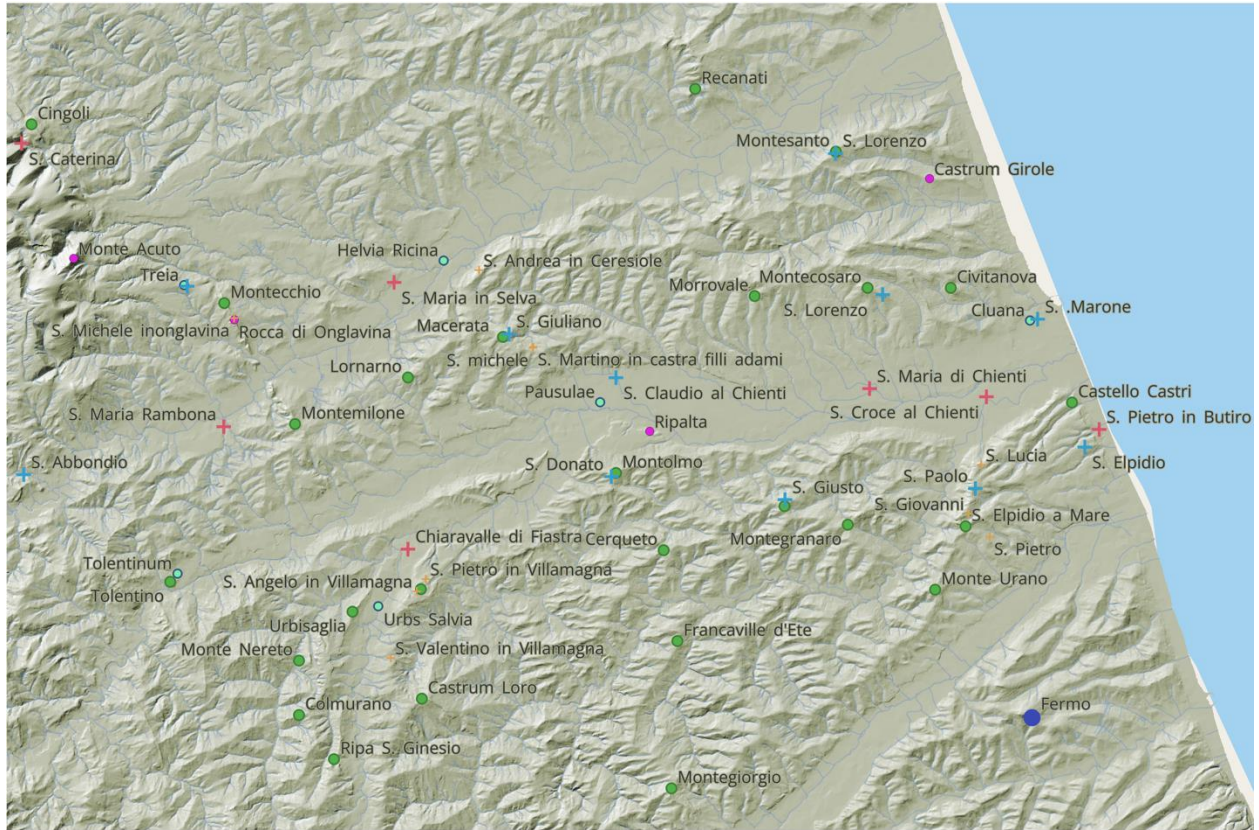 Recanati
Cingoli
Montesanto
S. Lorenzo
S. Caterina
Castrum Girole
Monte Acuto
Helvia Ricina
S. Andrea in Ceresiole
Treia
Montecchio
S. Maria in Selva
Morrovale
Montecosaro
Civitanova
S. Lorenzo
Cluana
S. .Marone
S. Michele inonglavina
Rocca di Onglavina
Macerata
S. Giuliano
S. michele
S. Martino in castra filli adami
Lornarno
Pausulae
S. Claudio al Chienti
S. Maria di Chienti
Castello Castri
S. Maria Rambona
Montemilone
S. Croce al Chienti
S. Pietro in Butiro
Ripalta
S. Lucia
S. Elpidio
S. Abbondio
S. Donato
Montolmo
S. Paolo
S. Giusto
S. Giovanni
S. Elpidio a Mare
Chiaravalle di Fiastra
Cerqueto
Montegranaro
S. Pietro
Tolentinum
S. Angelo in Villamagna
S. Pietro in Villamagna
Tolentino
Monte Urano
Urbisaglia
Urbs Salvia
Monte Nereto
S. Valentino in Villamagna
Francaville d'Ete
Castrum Loro
Colmurano
Fermo
Ripa S. Ginesio
Montegiorgio